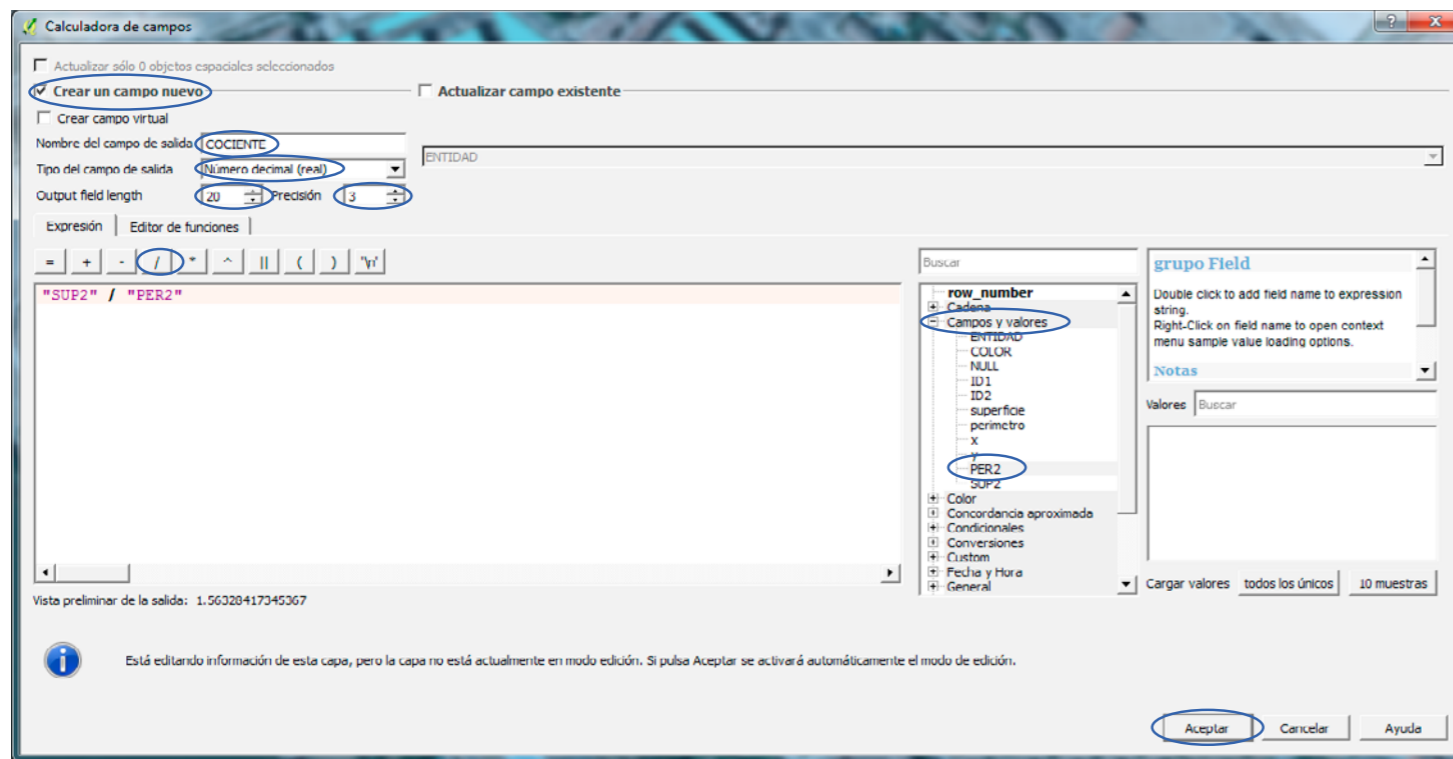 Calculadora de campos
Actualizar sólo 0 objetos espaciales seleccionados
Crear un campo nuevo
Actualizar campo existente
Crear campo virtual
Nombre del campo de salida COCIENTE
ENTIDAD
Tipo del campo de salida Número decimal (real)
Output field length 20 Precisión 3
Expresión Editor de funciones
= + - / * ^ || ( ) '\n'
"SUP2" / "PER2"
Buscar
row_number
Cadena
Campos y valores
ENTIDAD
COLOR
NULL
ID1
ID2
superficie
perimetro
x
y
PER2
SUP2
Color
Concordancia aproximada
Condicionales
Conversiones
Custom
Fecha y Hora
General
grupo Field
Double click to add field name to expression
string.
Right-Click on field name to open context
menu sample value loading options.
Notas
Valores Buscar
Cargar valores todos los únicos 10 muestras
Vista preliminar de la salida: 1.56328417345367
Está editando información de esta capa, pero la capa no está actualmente en modo edición. Si pulsa Aceptar se activará automáticamente el modo de edición.
Aceptar Cancelar Ayuda